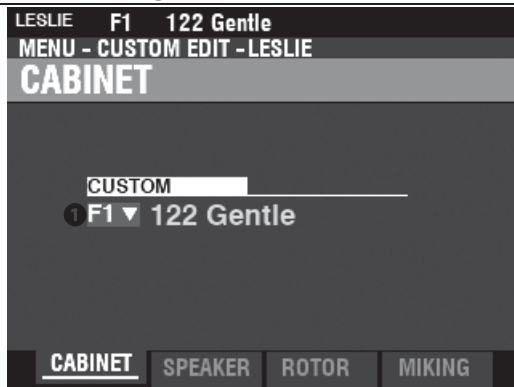 LESLIE F1 122 Gentle
MENU - CUSTOM EDIT - LESLIE
CABINET
CUSTOM
1 F1 ▼ 122 Gentle
CABINET SPEAKER ROTOR MIKING